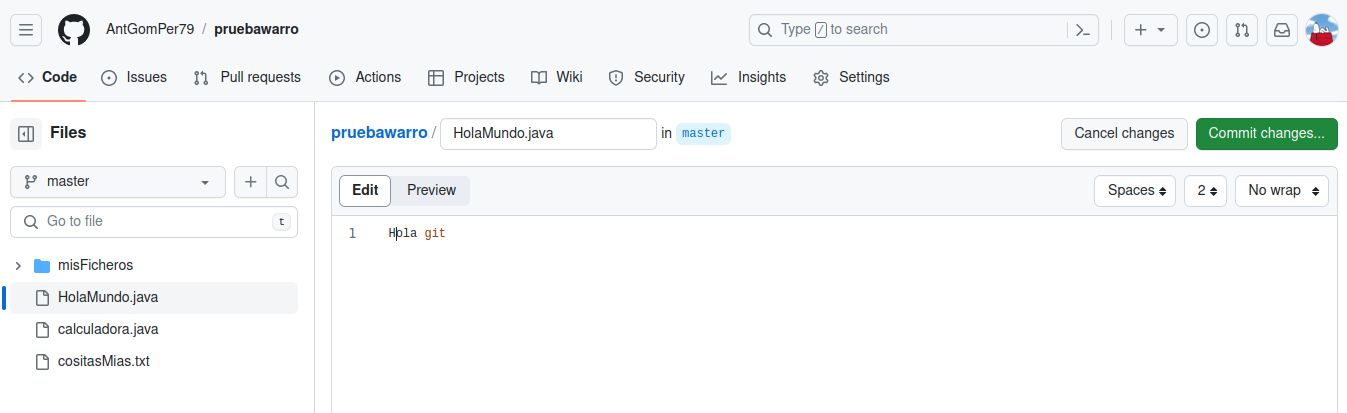 AntGomPer79 / pruebawarro
Type / to search
Code Issues Pull requests Actions Projects Wiki Security Insights Settings
Files
master
Go to file t
misFicheros
HolaMundo.java
calculadora.java
cositasMias.txt
pruebawarro / HolaMundo.java in master
Cancel changes Commit changes...
Edit Preview
Spaces 2 No wrap
1 Hola git